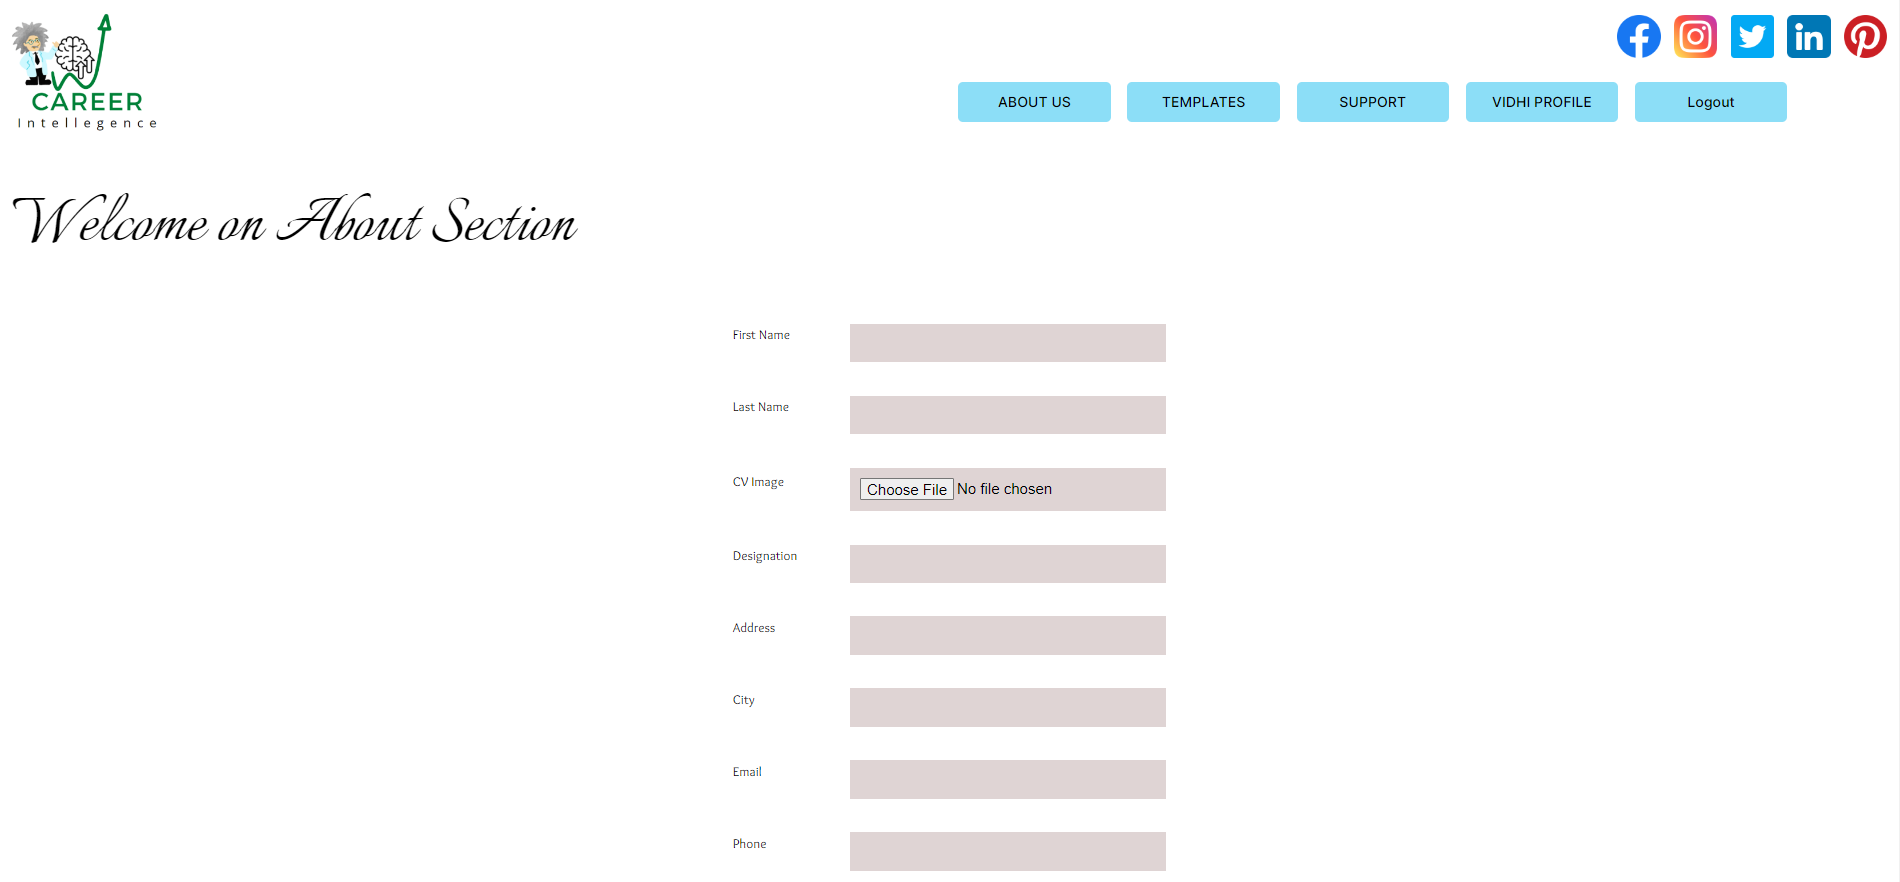 CAREER
Intellegence
ABOUT US
TEMPLATES
SUPPORT
VIDHI PROFILE
Logout
Welcome on About Section
First Name
Last Name
CV Image
Choose File No file chosen
Designation
Address
City
Email
Phone